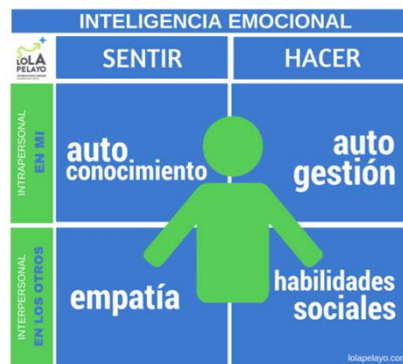 INTELIGENCIA EMOCIONAL
LOLA
PELAYO
SENTIR
HACER
INTRAPERSONAL
EN MI
auto
conocimiento
auto
gestión
INTERPERSONAL
EN LOS OTROS
empatía
habilidades
sociales
lolapelayo.com